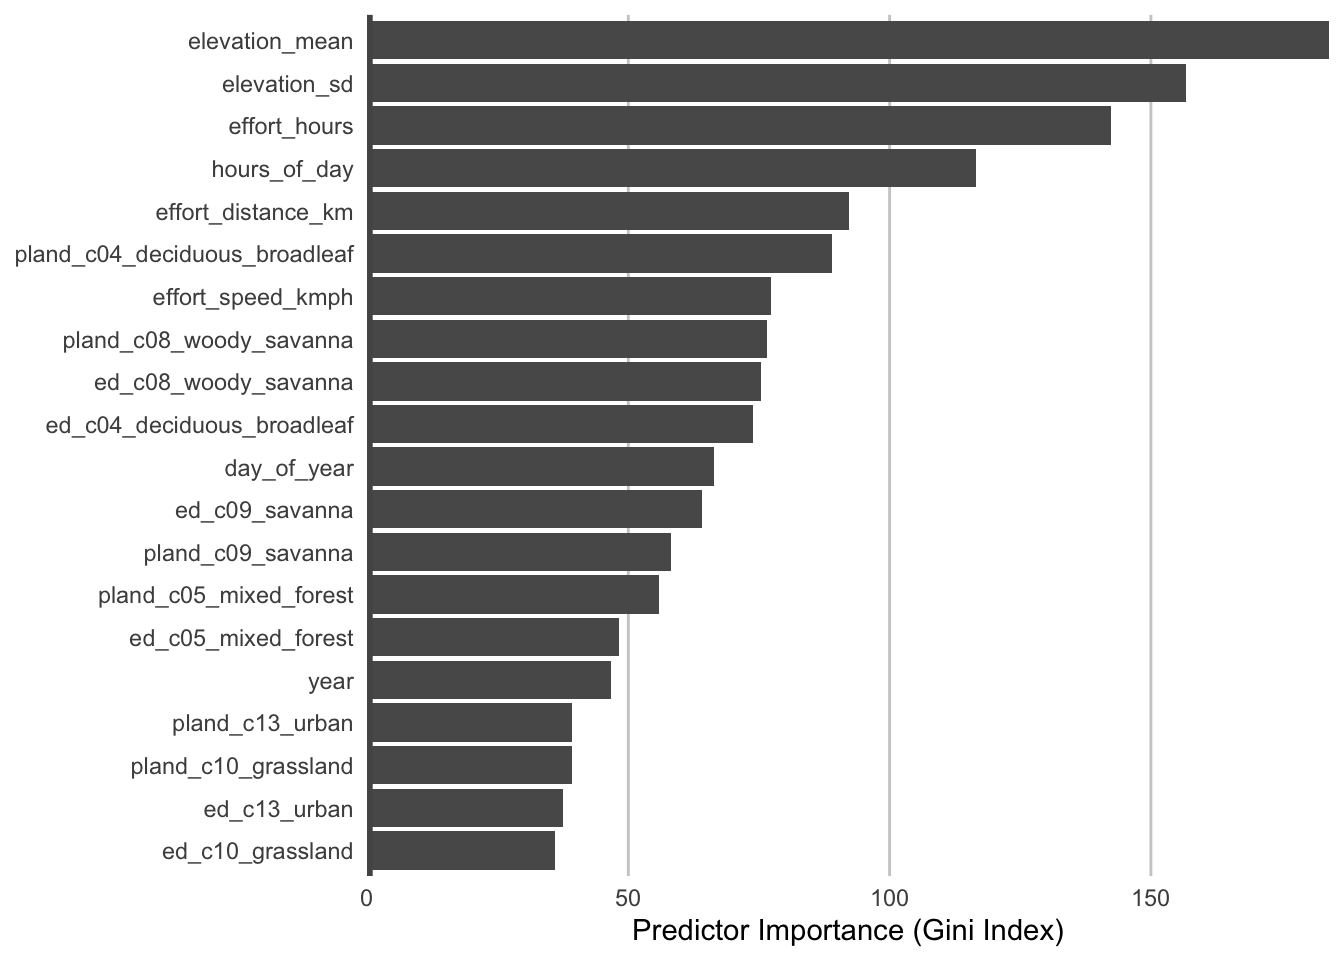 elevation_mean
elevation_sd
effort_hours
hours_of_day
effort_distance_km
pland_c04_deciduous_broadleaf
effort_speed_kmph
pland_c08_woody_savanna
ed_c08_woody_savanna
ed_c04_deciduous_broadleaf
day_of_year
ed_c09_savanna
pland_c09_savanna
pland_c05_mixed_forest
ed_c05_mixed_forest
year
pland_c13_urban
pland_c10_grassland
ed_c13_urban
ed_c10_grassland
0 50 100 150
Predictor Importance (Gini Index)